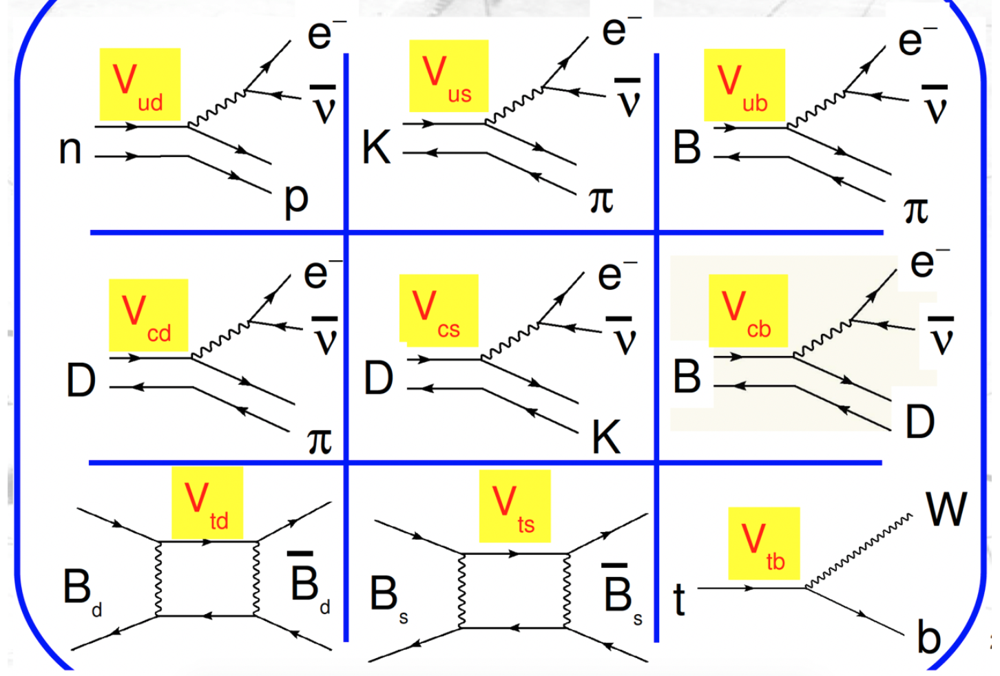 V_ud e⁻ ν̅ n p
V_us e⁻ ν̅ K π
V_ub e⁻ ν̅ B π
V_cd e⁻ ν̅ D π
V_cs e⁻ ν̅ D K
V_cb e⁻ ν̅ B D
V_td B_d B̅_d
V_ts B_s B̅_s
V_tb t W b